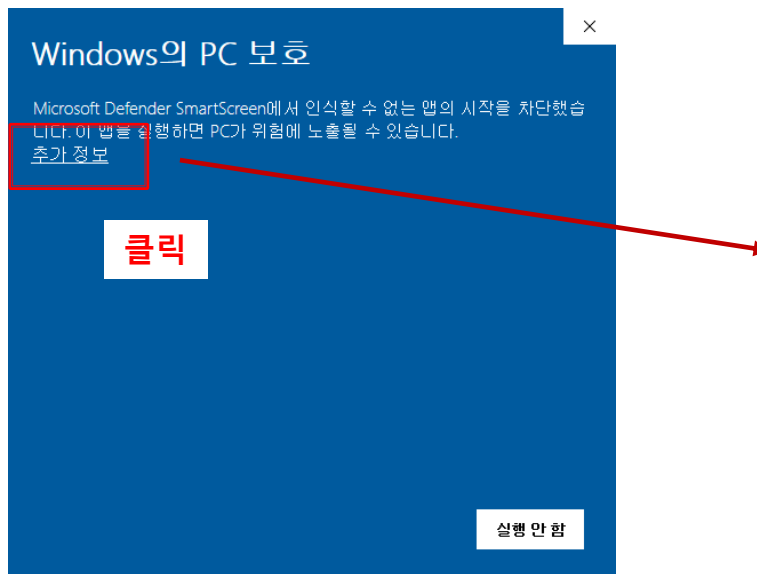 Windows의 PC 보호
Microsoft Defender SmartScreen에서 인식할 수 없는 앱의 시작을 차단했습
니다. 이 앱을 실행하면 PC가 위험에 노출될 수 있습니다.
추가 정보
클릭
실행 안 함